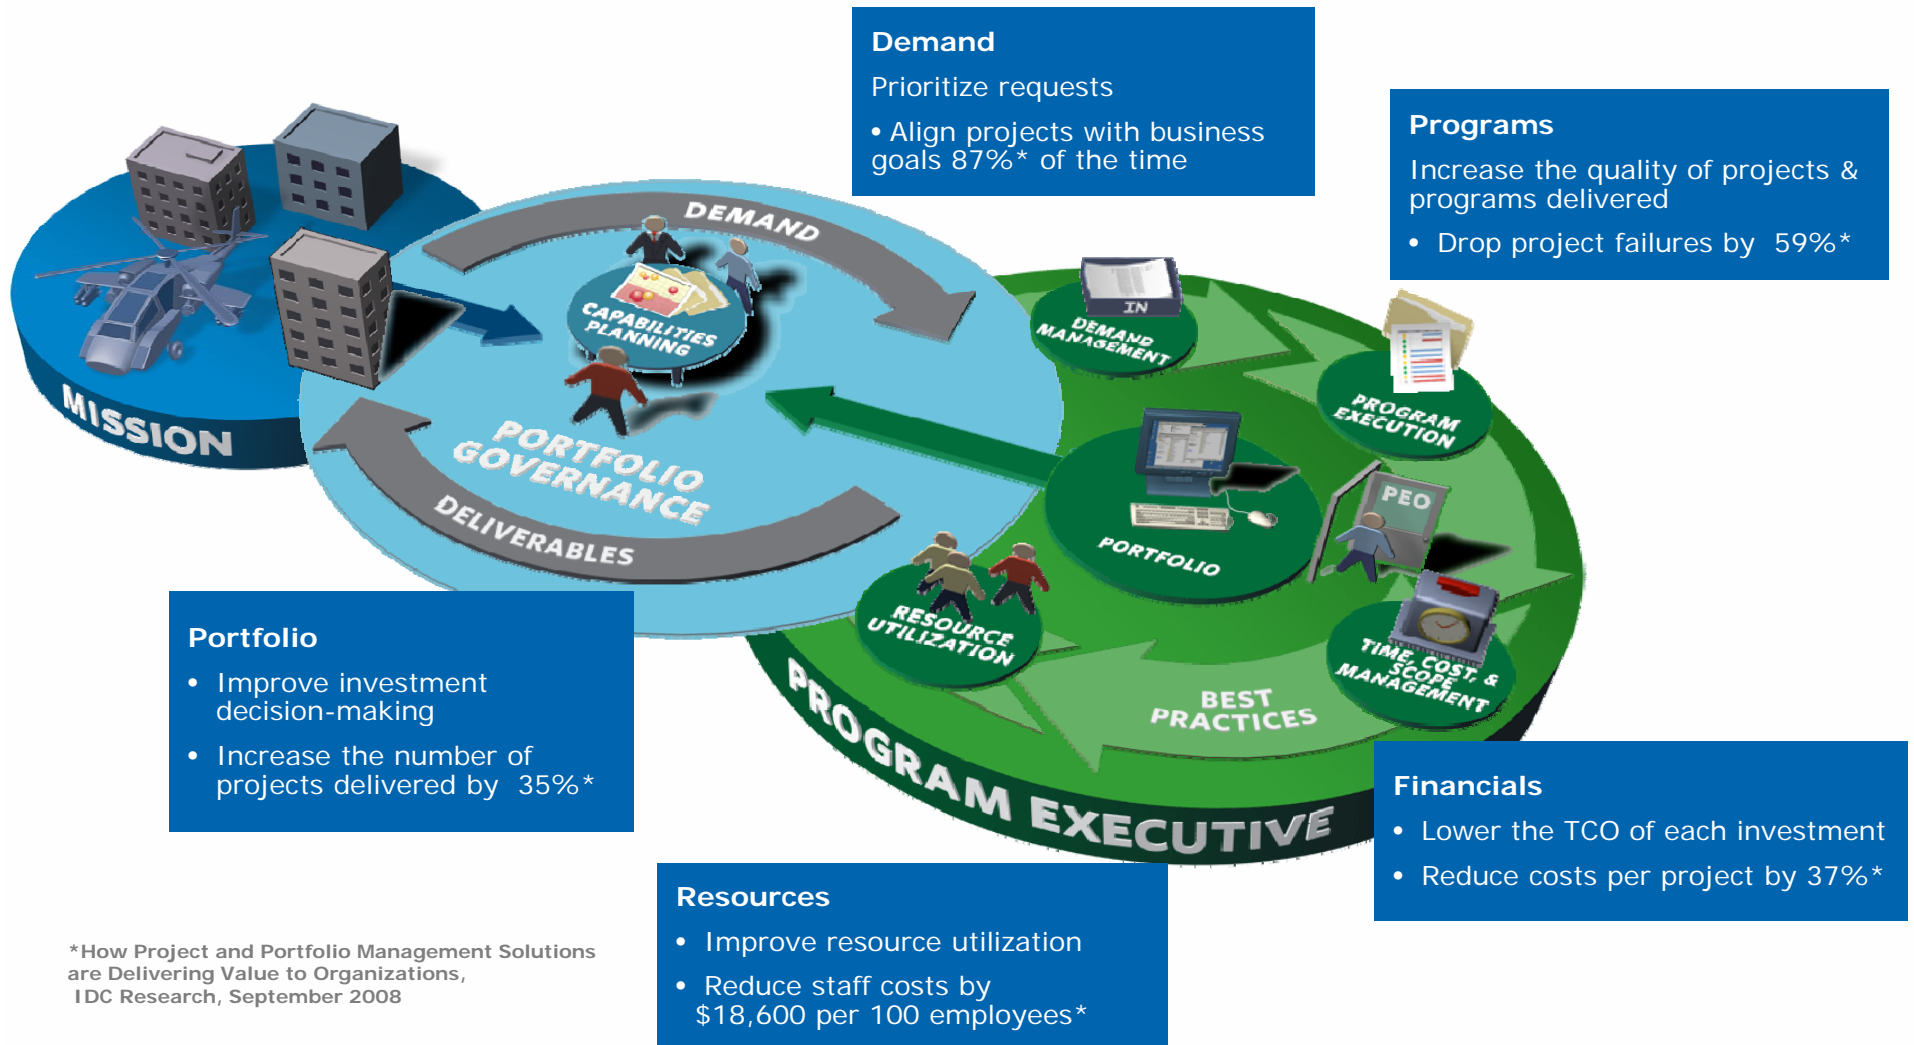 Demand
Prioritize requests
• Align projects with business
goals 87%* of the time
Programs
Increase the quality of projects &
programs delivered
• Drop project failures by 59%*
DEMAND
CAPABILITIES
PLANNING
IN
DEMAND
MANAGEMENT
PROGRAM
EXECUTION
MISSION
PORTFOLIO
GOVERNANCE
DELIVERABLES
PEO
PORTFOLIO
RESOURCE
UTILIZATION
TIME, COST, &
SCOPE
MANAGEMENT
BEST
PRACTICES
PROGRAM EXECUTIVE
Portfolio
• Improve investment
decision-making
• Increase the number of
projects delivered by 35%*
Financials
• Lower the TCO of each investment
• Reduce costs per project by 37%*
Resources
• Improve resource utilization
• Reduce staff costs by
$18,600 per 100 employees*
*How Project and Portfolio Management Solutions
are Delivering Value to Organizations,
IDC Research, September 2008